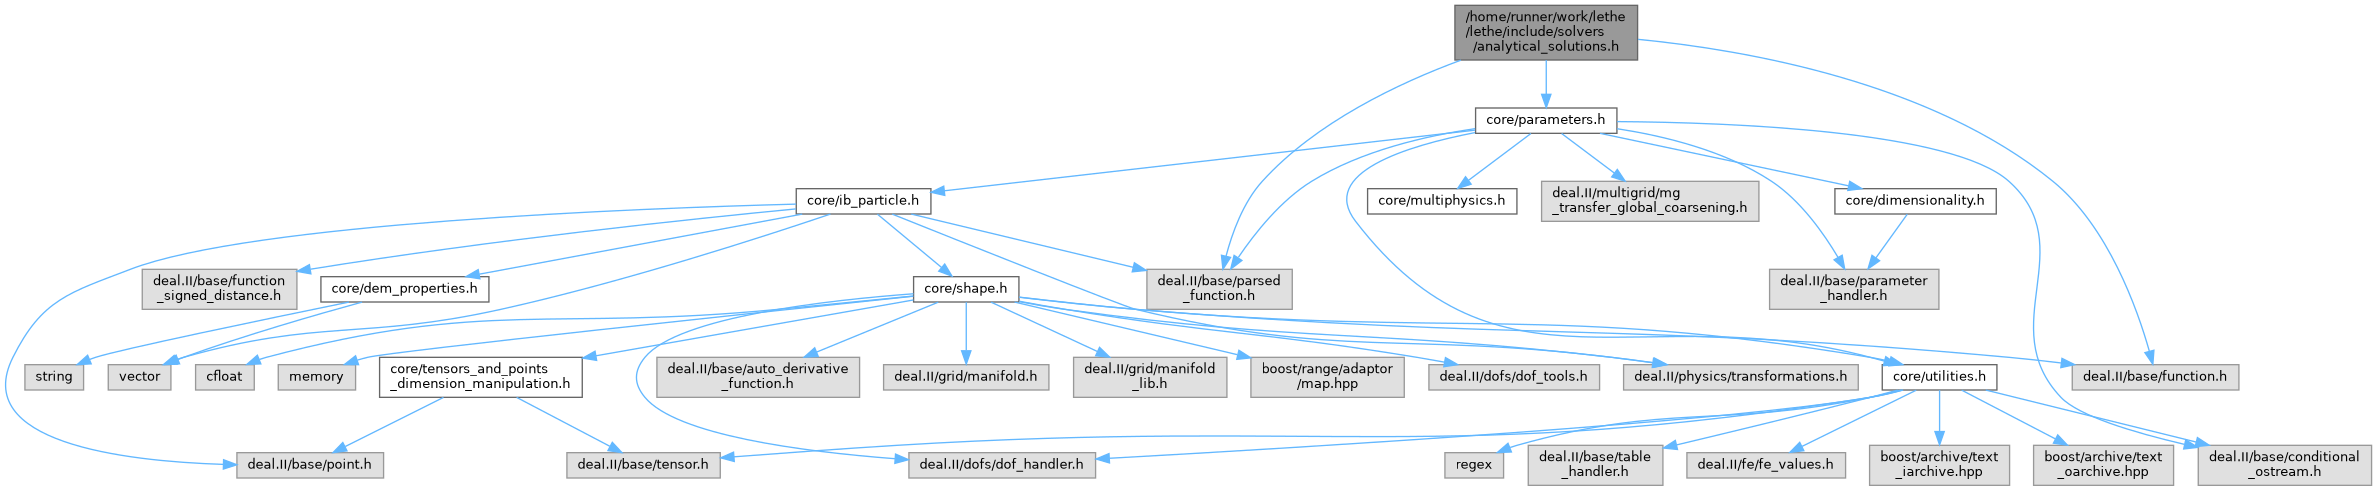 /home/runner/work/lethe
/lethe/include/solvers
/analytical_solutions.h
core/parameters.h
core/ib_particle.h
core/multiphysics.h
deal.II/multigrid/mg
_transfer_global_coarsening.h
core/dimensionality.h
deal.II/base/function
_signed_distance.h
core/dem_properties.h
core/shape.h
deal.II/base/parsed
_function.h
deal.II/base/parameter
_handler.h
string
vector
cfloat
memory
core/tensors_and_points
_dimension_manipulation.h
deal.II/base/auto_derivative
_function.h
deal.II/grid/manifold.h
deal.II/grid/manifold
_lib.h
boost/range/adaptor
/map.hpp
deal.II/dofs/dof_tools.h
deal.II/physics/transformations.h
core/utilities.h
deal.II/base/function.h
deal.II/base/point.h
deal.II/base/tensor.h
deal.II/dofs/dof_handler.h
regex
deal.II/base/table
_handler.h
deal.II/fe/fe_values.h
boost/archive/text
_iarchive.hpp
boost/archive/text
_oarchive.hpp
deal.II/base/conditional
_ostream.h